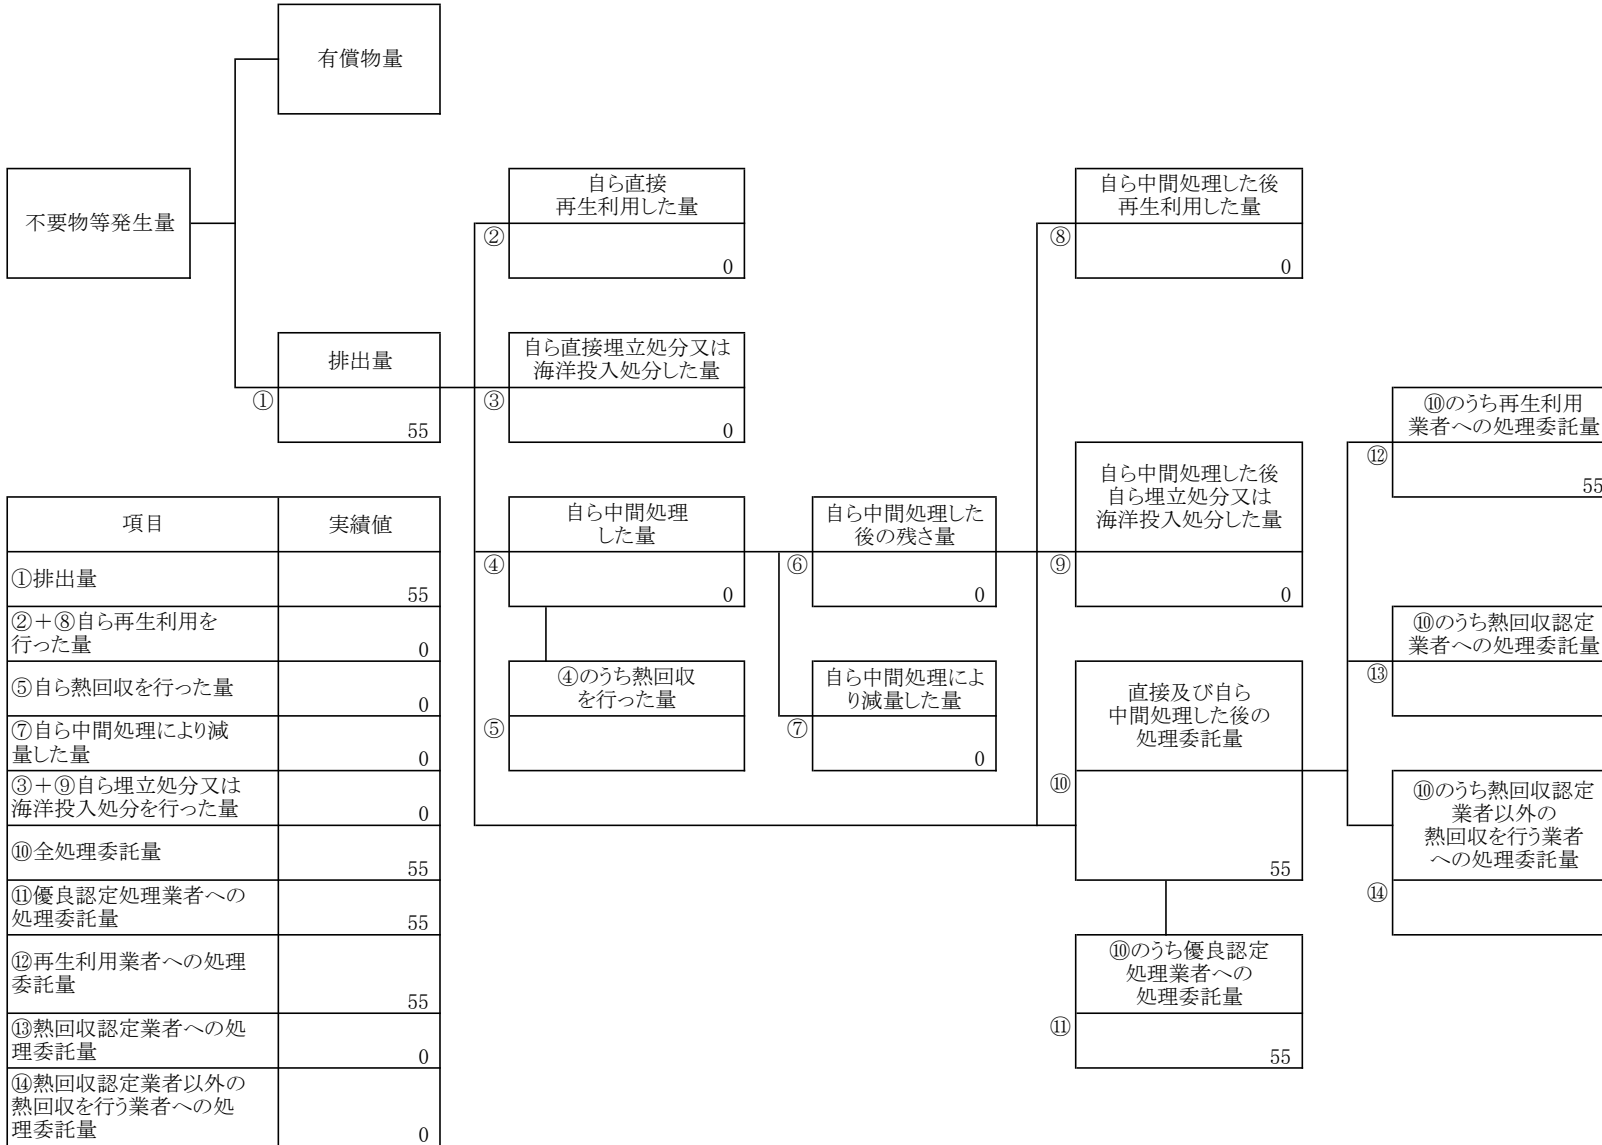 有償物量
不要物等発生量
自ら直接
再生利用した量
②
0
自ら中間処理した後
再生利用した量
⑧
0
排出量
①
55
自ら直接埋立処分又は
海洋投入処分した量
③
0
⑩のうち再生利用
業者への処理委託量
⑫
55
自ら中間処理
した量
④
0
自ら中間処理した
後の残さ量
⑥
0
自ら中間処理した後
自ら埋立処分又は
海洋投入処分した量
⑨
0
⑩のうち熱回収認定
業者への処理委託量
⑬
④のうち熱回収
を行った量
⑤
自ら中間処理によ
り減量した量
⑦
0
直接及び自ら
中間処理した後の
処理委託量
⑩
55
⑩のうち熱回収認定
業者以外の
熱回収を行う業者
への処理委託量
⑭
⑩のうち優良認定
処理業者への
処理委託量
⑪
55
項目 実績値
①排出量
55
②+⑧自ら再生利用を
行った量
0
⑤自ら熱回収を行った量
0
⑦自ら中間処理により減
量した量
0
③+⑨自ら埋立処分又は
海洋投入処分を行った量
0
⑩全処理委託量
55
⑪優良認定処理業者への
処理委託量
55
⑫再生利用業者への処理
委託量
55
⑬熱回収認定業者への処
理委託量
0
⑭熱回収認定業者以外の
熱回収を行う業者への処
理委託量
0